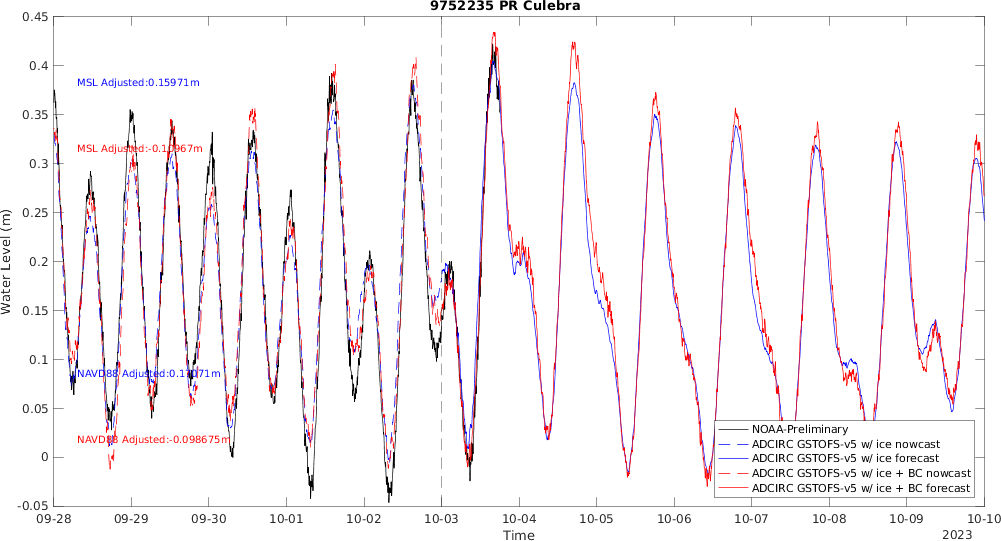 9752235 PR Culebra
0.45
0.4
0.35
0.3
0.25
0.2
0.15
0.1
0.05
0
-0.05
Water Level (m)
MSL Adjusted:0.15971m
MSL Adjusted:-0.10967m
NAVD88 Adjusted:0.17071m
NAVD88 Adjusted:-0.098675m
NOAA-Preliminary
ADCIRC GSTOFS-v5 w/ ice nowcast
ADCIRC GSTOFS-v5 w/ ice forecast
ADCIRC GSTOFS-v5 w/ ice + BC nowcast
ADCIRC GSTOFS-v5 w/ ice + BC forecast
09-28 09-29 09-30 10-01 10-02 10-03 10-04 10-05 10-06 10-07 10-08 10-09 10-10
Time
2023